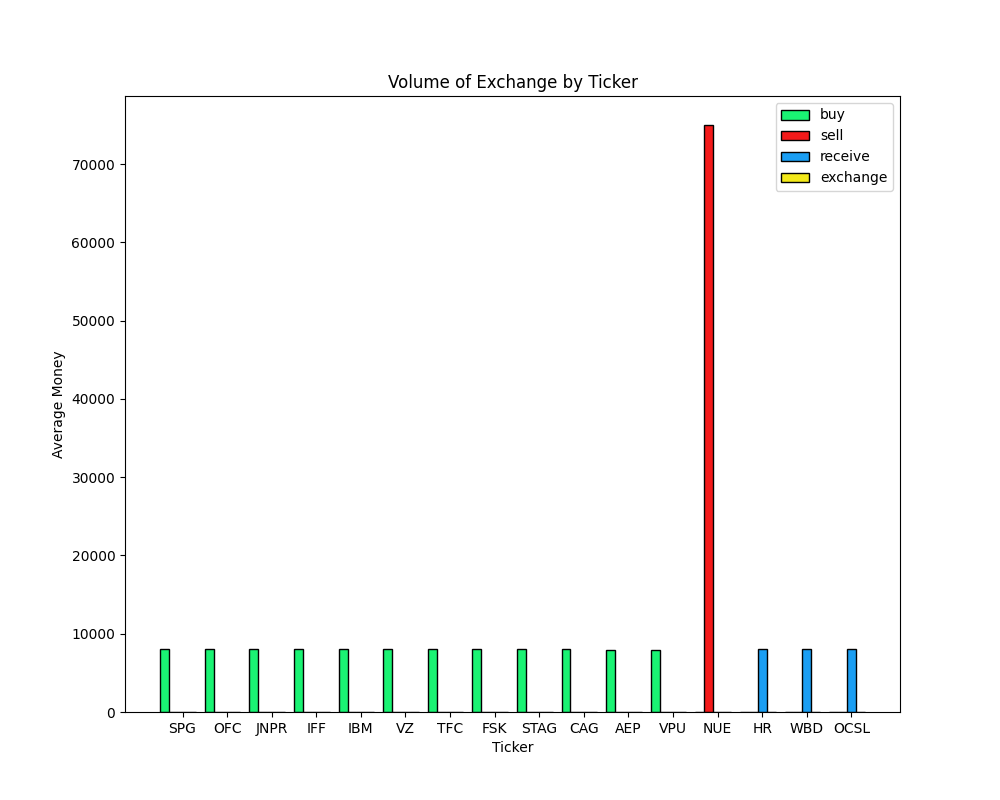 Volume of Exchange by Ticker
buy
sell
receive
exchange
Average Money
70000
60000
50000
40000
30000
20000
10000
0
SPG OFC JNPR IFF IBM VZ TFC FSK STAG CAG AEP VPU NUE HR WBD OCSL
Ticker